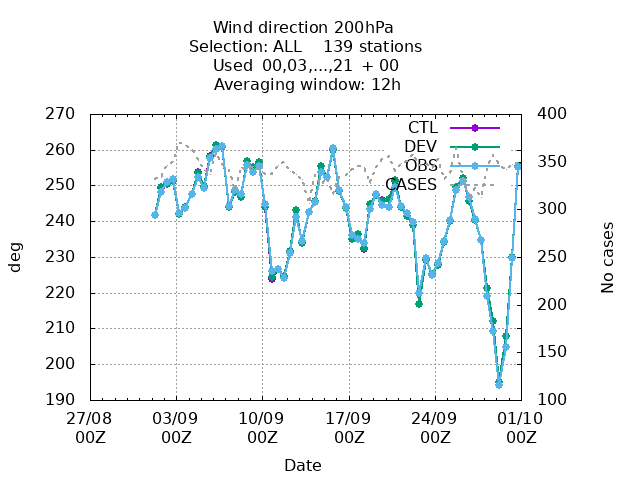 Wind direction 200hPa
Selection: ALL    139 stations
Used  00,03,...,21  + 00
Averaging window: 12h
270
260
250
240
230
220
210
200
190
deg
400
350
300
250
200
150
100
No cases
CTL
DEV
OBS
CASES
27/08 00Z
03/09 00Z
10/09 00Z
17/09 00Z
24/09 00Z
01/10 00Z
Date